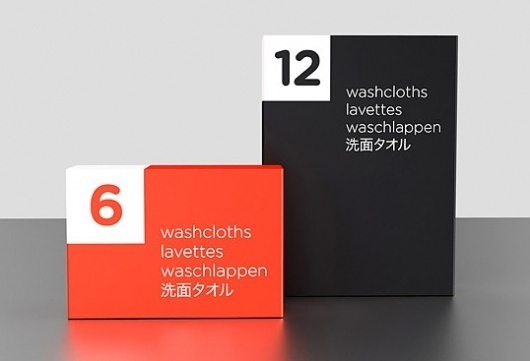 6
washcloths
lavettes
waschlappen
洗面タオル
12
washcloths
lavettes
waschlappen
洗面タオル